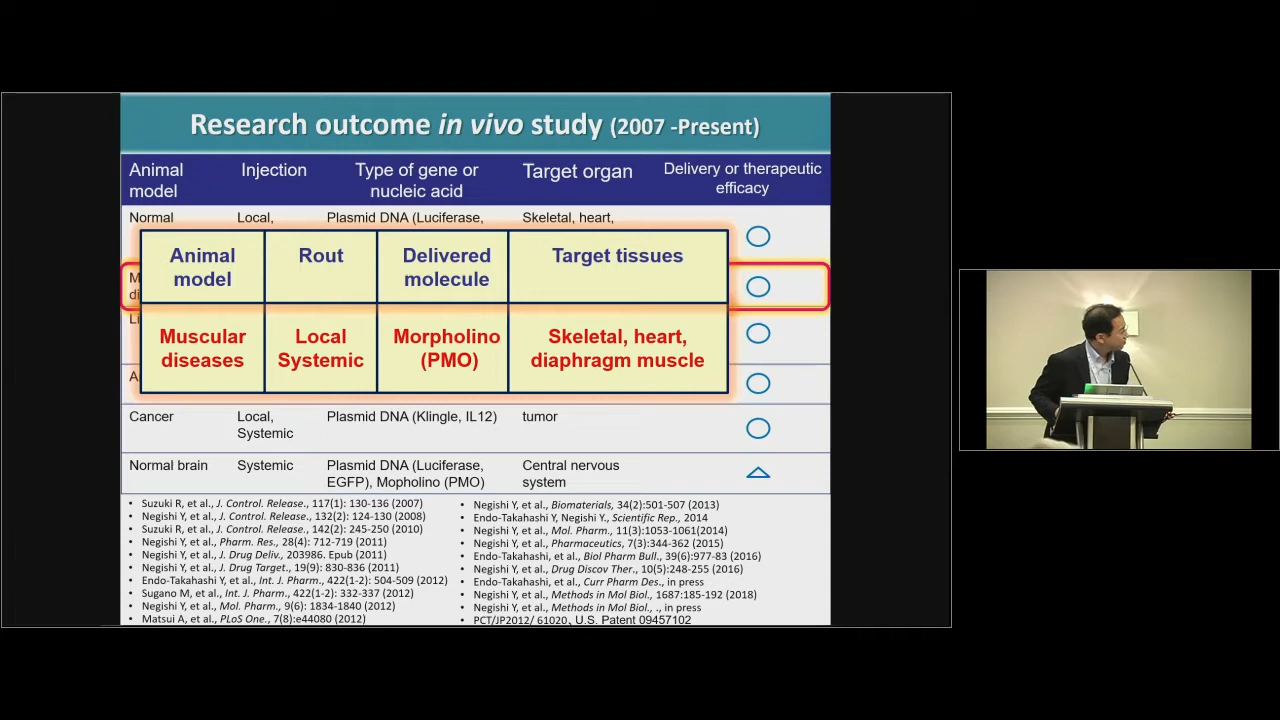 Research outcome in vivo study (2007 -Present)
Animal model
Injection
Type of gene or nucleic acid
Target organ
Delivery or therapeutic efficacy
Normal
Local,
Plasmid DNA (Luciferase,
Skeletal, heart,
Animal model
Rout
Delivered molecule
Target tissues
Muscular diseases
Local Systemic
Morpholino (PMO)
Skeletal, heart, diaphragm muscle
Cancer
Local, Systemic
Plasmid DNA (Klingle, IL12)
tumor
Normal brain
Systemic
Plasmid DNA (Luciferase, EGFP), Mopholino (PMO)
Central nervous system
• Suzuki R, et al., J. Control. Release., 117(1): 130-136 (2007)
• Negishi Y, et al., J. Control. Release., 132(2): 124-130 (2008)
• Suzuki R, et al., J. Control. Release., 142(2): 245-250 (2010)
• Negishi Y, et al., Pharm. Res., 28(4): 712-719 (2011)
• Negishi Y, et al., J. Drug Deliv., 203986. Epub (2011)
• Negishi Y, et al., J. Drug Target., 19(9): 830-836 (2011)
• Endo-Takahashi Y, et al., Int. J. Pharm., 422(1-2): 504-509 (2012)
• Sugano M, et al., Int. J. Pharm., 422(1-2): 332-337 (2012)
• Negishi Y, et al., Mol. Pharm., 9(6): 1834-1840 (2012)
• Matsui A, et al., PLoS One., 7(8):e44080 (2012)
• Negishi Y, et al., Biomaterials, 34(2):501-507 (2013)
• Endo-Takahashi Y, Negishi Y., Scientific Rep., 2014
• Negishi Y, et al., Mol. Pharm., 11(3):1053-1061(2014)
• Negishi Y, et al., Pharmaceutics, 7(3):344-362 (2015)
• Endo-Takahashi, et al., Biol Pharm Bull., 39(6):977-83 (2016)
• Negishi Y, et al., Drug Discov Ther., 10(5):248-255 (2016)
• Endo-Takahashi, et al., Curr Pharm Des., in press
• Negishi Y, et al., Methods in Mol Biol., 1687:185-192 (2018)
• Negishi Y, et al., Methods in Mol Biol., ., in press
• PCT/JP2012/ 61020、U.S. Patent 09457102